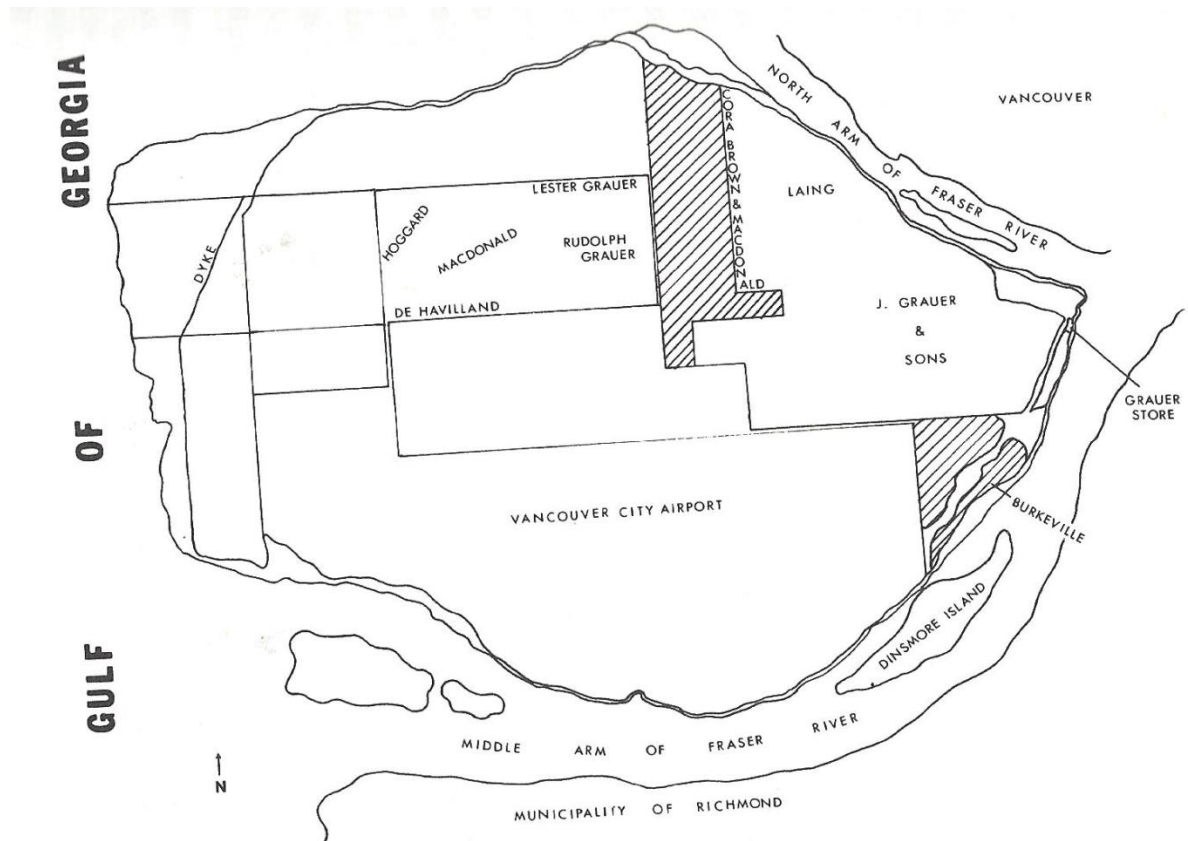 GULF OF GEORGIA
NORTH ARM OF FRASER RIVER
VANCOUVER
CORA BROWN & MACDONALD
LAING
LESTER GRAUER
HOGGARD
MACDONALD
RUDOLPH
GRAUER
DYKE
DE HAVILLAND
J. GRAUER
&
SONS
GRAUER
STORE
VANCOUVER CITY AIRPORT
BURKEVILLE
DINSMORE ISLAND
MIDDLE ARM OF FRASER RIVER
N
MUNICIPALITY OF RICHMOND